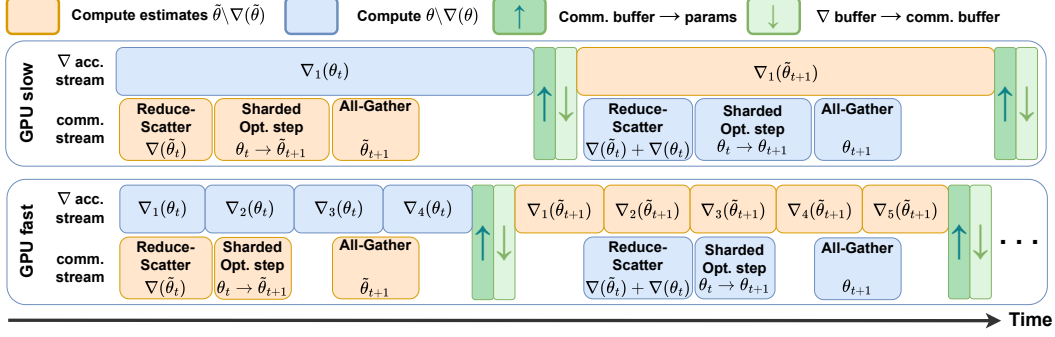 Compute estimates θ̃\∇(θ̃) Compute θ\∇(θ) ↑ Comm. buffer → params ↓ ∇ buffer → comm. buffer
GPU slow
∇ acc.
stream
∇₁(θₜ)
∇₁(θ̃ₜ₊₁)
comm.
stream
Reduce-
Scatter
∇(θ̃ₜ)
Sharded
Opt. step
θₜ → θ̃ₜ₊₁
All-Gather
θ̃ₜ₊₁
↑ ↓
Reduce-
Scatter
∇(θ̃ₜ) + ∇(θₜ)
Sharded
Opt. step
θₜ → θₜ₊₁
All-Gather
θₜ₊₁
↑ ↓
GPU fast
∇ acc.
stream
∇₁(θₜ) ∇₂(θₜ) ∇₃(θₜ) ∇₄(θₜ)
∇₁(θ̃ₜ₊₁) ∇₂(θ̃ₜ₊₁) ∇₃(θ̃ₜ₊₁) ∇₄(θ̃ₜ₊₁) ∇₅(θ̃ₜ₊₁)
comm.
stream
Reduce-
Scatter
∇(θ̃ₜ)
Sharded
Opt. step
θₜ → θ̃ₜ₊₁
All-Gather
θ̃ₜ₊₁
↑ ↓
Reduce-
Scatter
∇(θ̃ₜ) + ∇(θₜ)
Sharded
Opt. step
θₜ → θₜ₊₁
All-Gather
θₜ₊₁
↑ ↓
...
Time